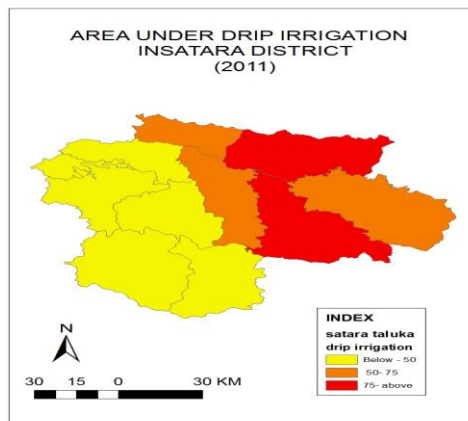 AREA UNDER DRIP IRRIGATION
INSATARA DISTRICT
(2011)
INDEX
satara taluka
drip irrigation
Below - 50
50- 75
75- above
N
30 15 0 30 KM